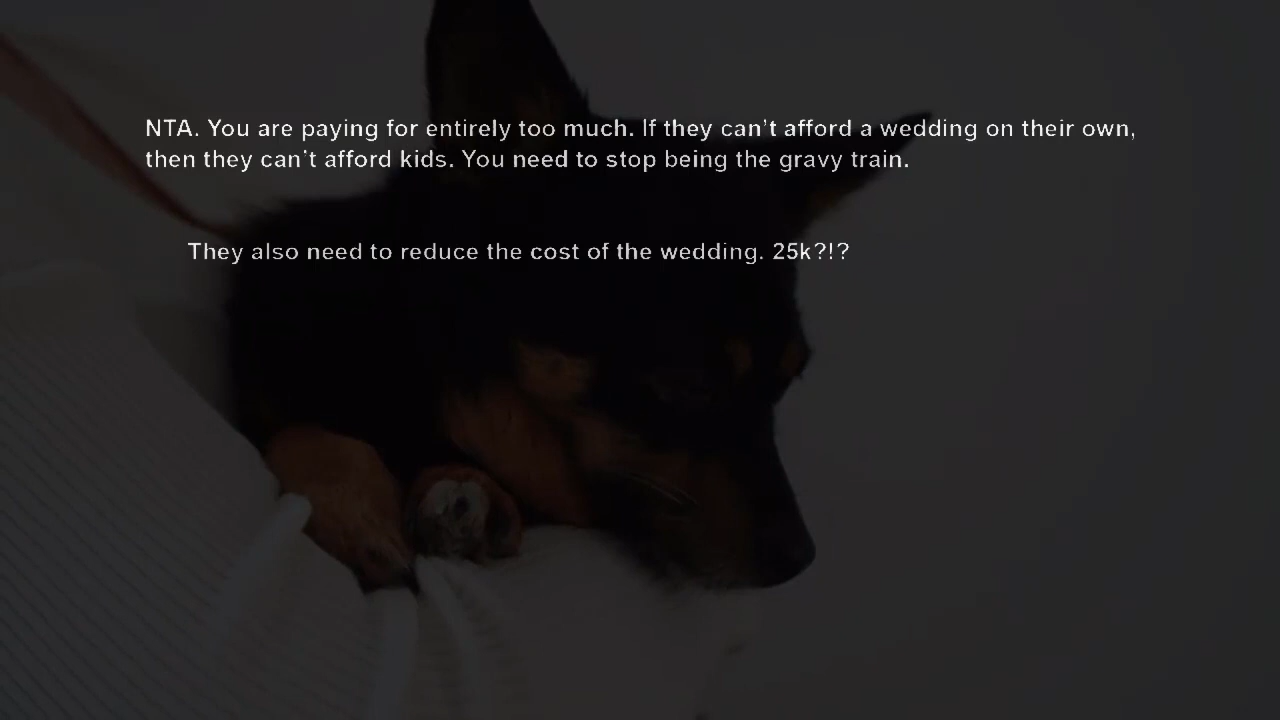 NTA. You are paying for entirely too much. If they can't afford a wedding on their own,
then they can't afford kids. You need to stop being the gravy train.
They also need to reduce the cost of the wedding. 25k?!?